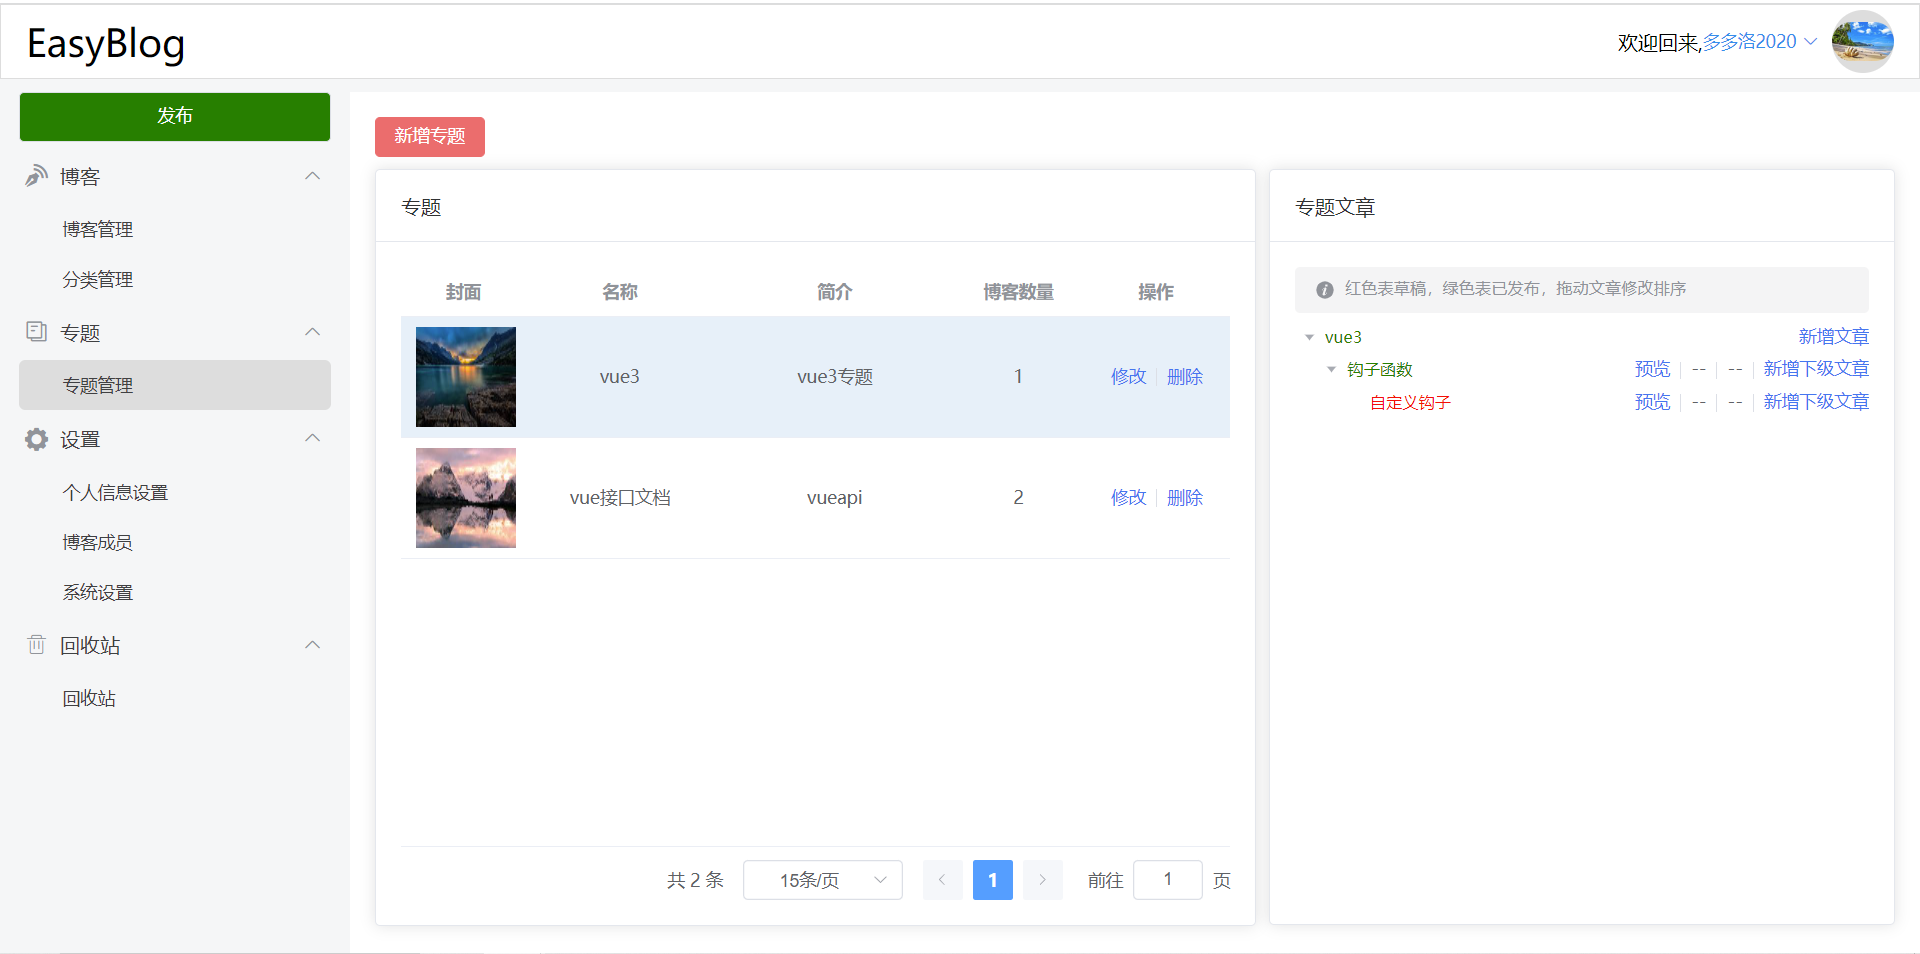 EasyBlog
欢迎回来,多多洛2020
发布
博客
博客管理
分类管理
专题
专题管理
设置
个人信息设置
博客成员
系统设置
回收站
回收站
新增专题
专题
封面 名称 简介 博客数量 操作
vue3 vue3专题 1 修改 删除
vue接口文档 vueapi 2 修改 删除
共 2 条 15条/页 1 前往 1 页
专题文章
红色表草稿，绿色表已发布，拖动文章修改排序
vue3 新增文章
钩子函数 预览 -- -- 新增下级文章
自定义钩子 预览 -- -- 新增下级文章